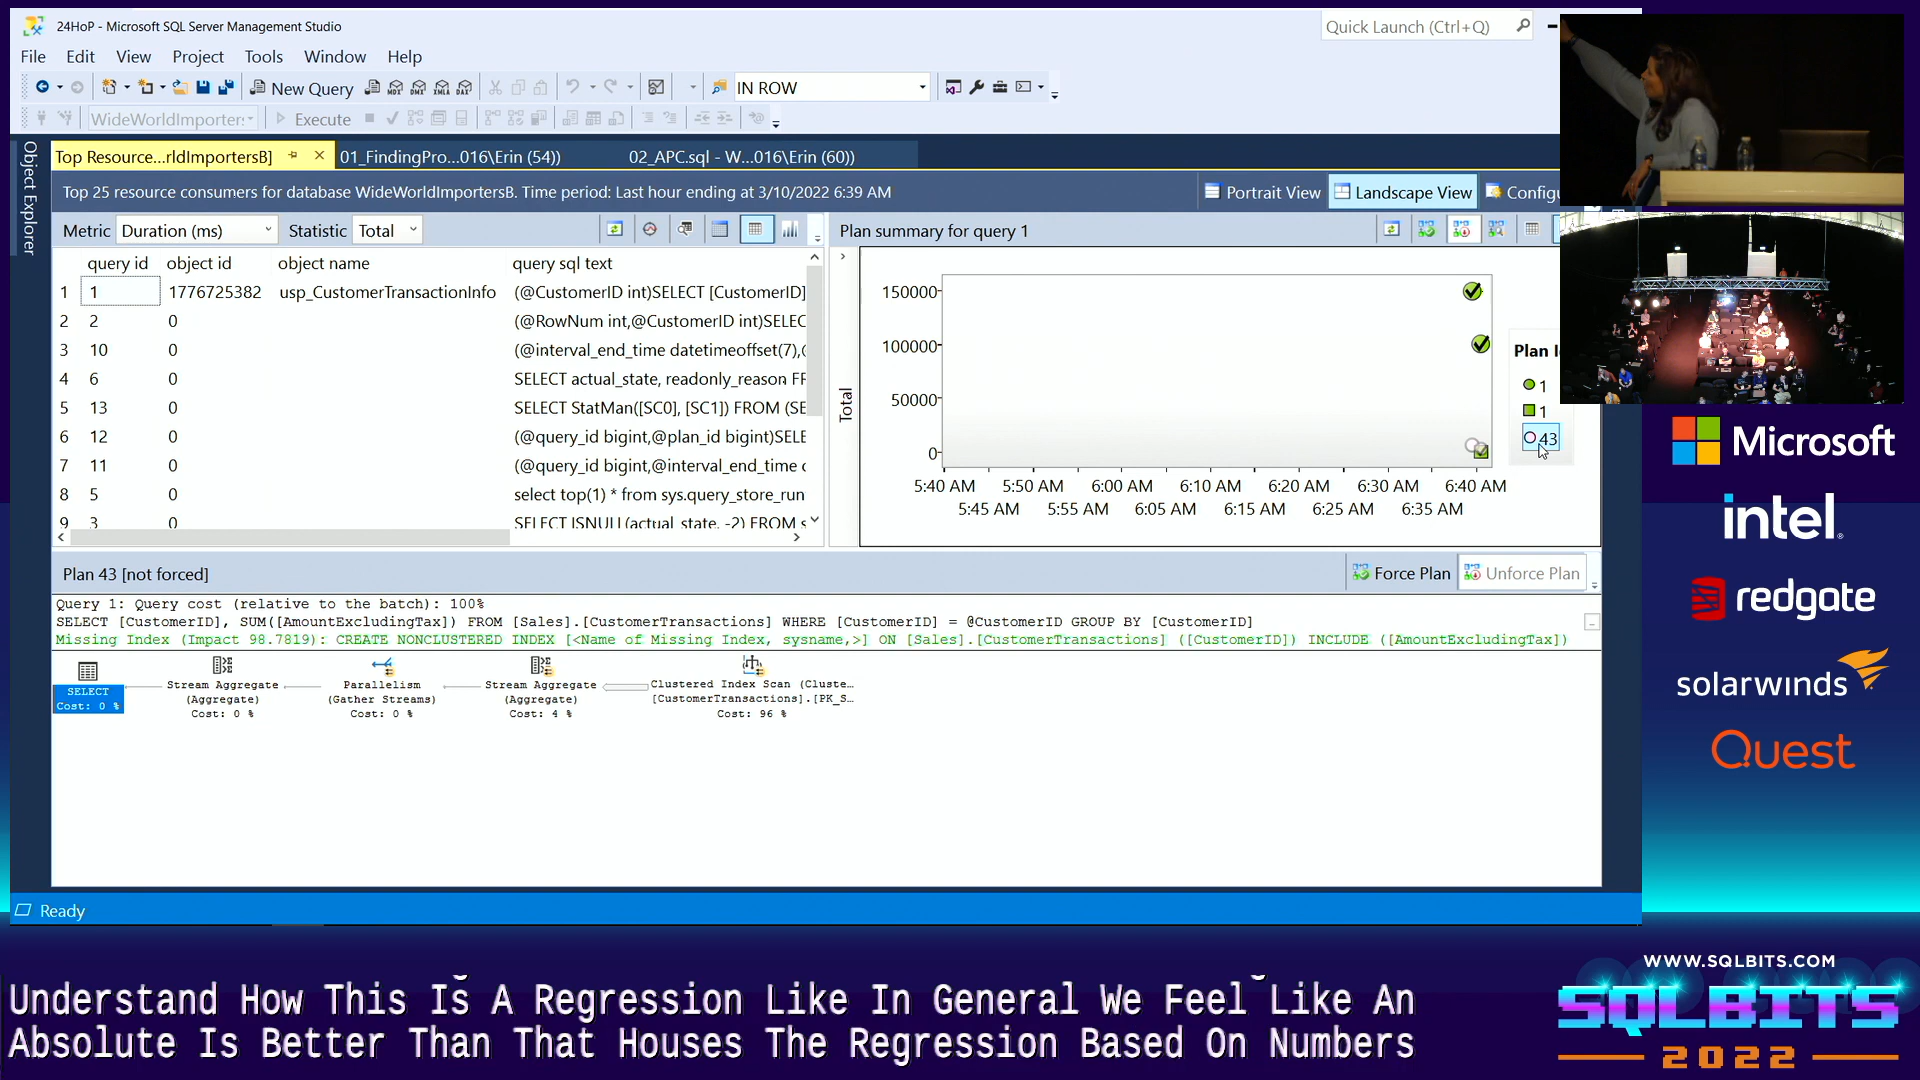 24HoP - Microsoft SQL Server Management Studio
Quick Launch (Ctrl+Q)
File Edit View Project Tools Window Help
New Query
IN ROW
WideWorldImporter:
Execute
Object Explorer
Top Resource...rldImportersB]
01_FindingPro...016\Erin (54))
02_APC.sql - W...016\Erin (60))
Top 25 resource consumers for database WideWorldImportersB. Time period: Last hour ending at 3/10/2022 6:39 AM
Portrait View
Landscape View
Configu
Metric Duration (ms) Statistic Total
Plan summary for query 1
query id object id object name query sql text
1 1 1776725382 usp_CustomerTransactionInfo (@CustomerID int)SELECT [CustomerID]
2 2 0 (@RowNum int,@CustomerID int)SELEC
3 10 0 (@interval_end_time datetimeoffset(7),(
4 6 0 SELECT actual_state, readonly_reason FF
5 13 0 SELECT StatMan([SC0], [SC1]) FROM (SE
6 12 0 (@query_id bigint,@plan_id bigint)SELE
7 11 0 (@query_id bigint,@interval_end_time c
8 5 0 select top(1) * from sys.query_store_run
9 3 0 SELECT ISNULL(actual_state, -2) FROM s
Total
150000
100000
50000
0
5:40 AM 5:50 AM 6:00 AM 6:10 AM 6:20 AM 6:30 AM 6:40 AM
5:45 AM 5:55 AM 6:05 AM 6:15 AM 6:25 AM 6:35 AM
Plan I
1
1
43
Plan 43 [not forced]
Force Plan
Unforce Plan
Query 1: Query cost (relative to the batch): 100%
SELECT [CustomerID], SUM([AmountExcludingTax]) FROM [Sales].[CustomerTransactions] WHERE [CustomerID] = @CustomerID GROUP BY [CustomerID]
Missing Index (Impact 98.7819): CREATE NONCLUSTERED INDEX [<Name of Missing Index, sysname,>] ON [Sales].[CustomerTransactions] ([CustomerID]) INCLUDE ([AmountExcludingTax])
SELECT
Cost: 0 %
Stream Aggregate
(Aggregate)
Cost: 0 %
Parallelism
(Gather Streams)
Cost: 0 %
Stream Aggregate
(Aggregate)
Cost: 4 %
Clustered Index Scan (Cluste...
[CustomerTransactions].[PK_S...
Cost: 96 %
Ready
Microsoft
intel.
redgate
solarwinds
Quest
WWW.SQLBITS.COM
SQLBITS
2022
Understand How This Is A Regression Like In General We Feel Like An
Absolute Is Better Than That Houses The Regression Based On Numbers